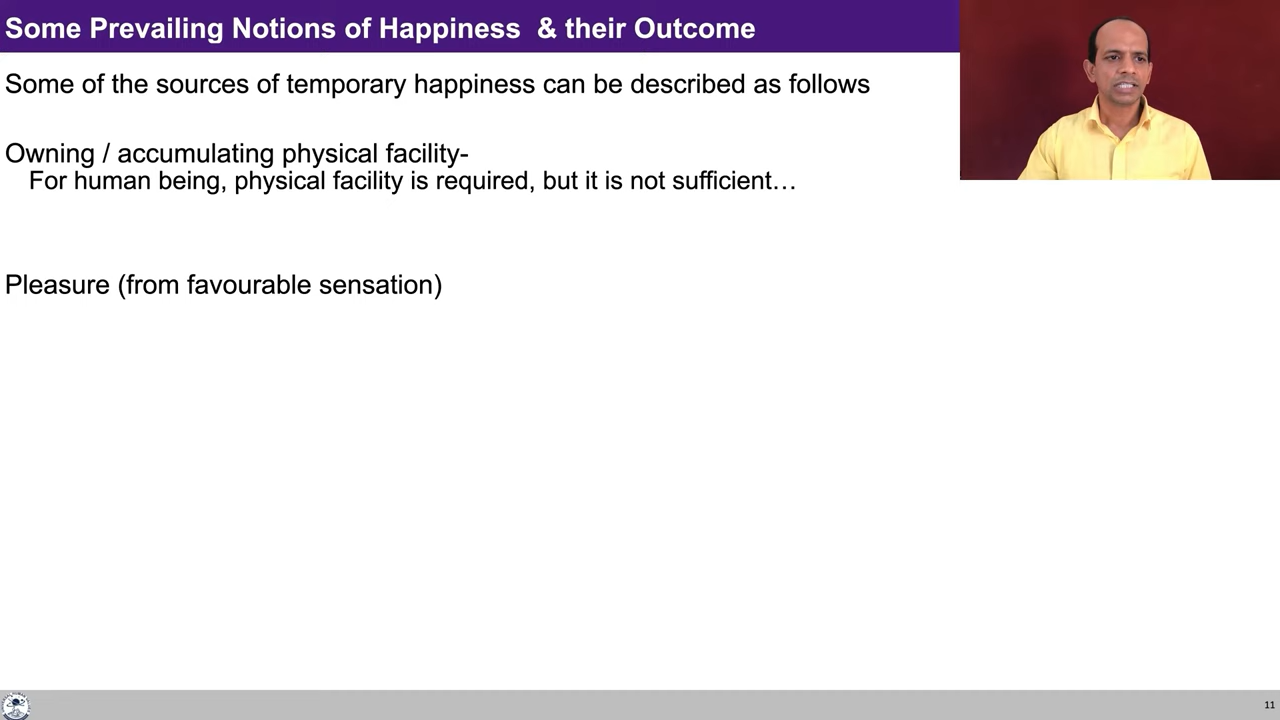 Some Prevailing Notions of Happiness & their Outcome
Some of the sources of temporary happiness can be described as follows
Owning / accumulating physical facility-
For human being, physical facility is required, but it is not sufficient…
Pleasure (from favourable sensation)
11